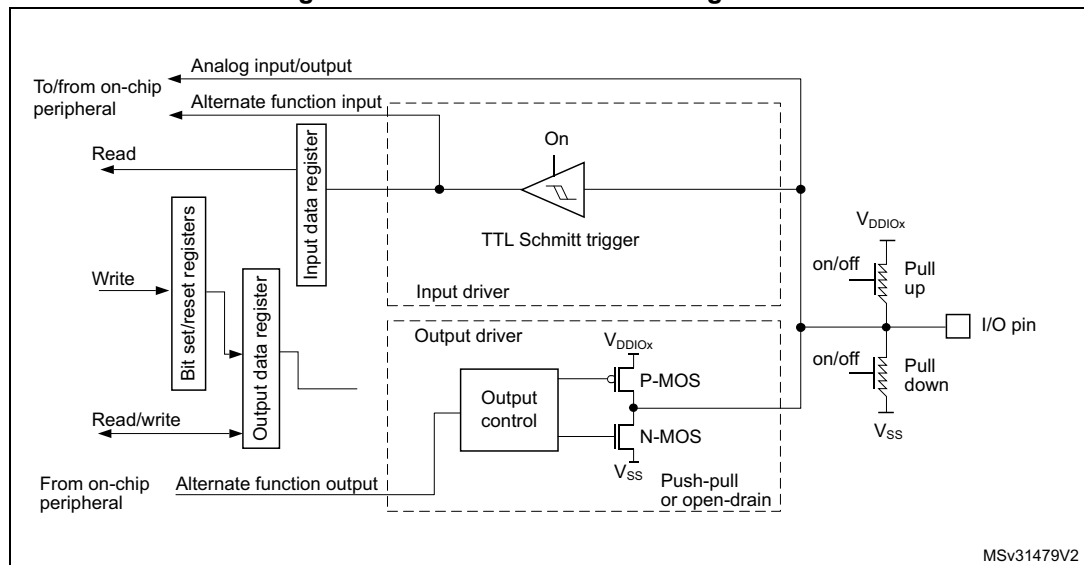 Analog input/output
To/from on-chip
peripheral
Alternate function input
On
Read
Input data register
TTL Schmitt trigger
VDDIOx
on/off
Pull
up
Write
Bit set/reset registers
Output data register
Input driver
I/O pin
Output driver
VDDIOx
on/off
Pull
down
P-MOS
Output
control
Read/write
N-MOS
VSS
VSS
From on-chip
peripheral
Alternate function output
Push-pull
or open-drain
MSv31479V2